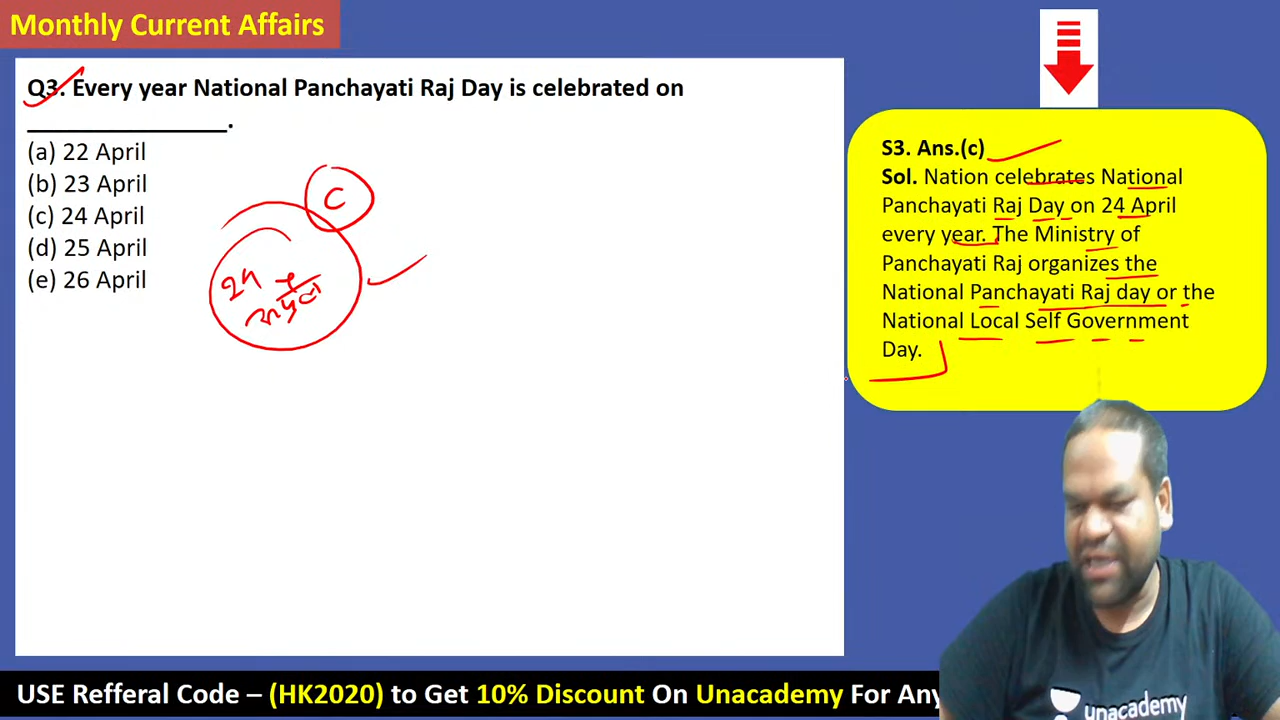 Monthly Current Affairs
Q3. Every year National Panchayati Raj Day is celebrated on
_________________.
(a) 22 April
(b) 23 April
(c) 24 April
(d) 25 April
(e) 26 April
C
24
S3. Ans.(c)
Sol. Nation celebrates National
Panchayati Raj Day on 24 April
every year. The Ministry of
Panchayati Raj organizes the
National Panchayati Raj day or the
National Local Self Government
Day.
USE Refferal Code – (HK2020) to Get 10% Discount On Unacademy For Any
unacademy